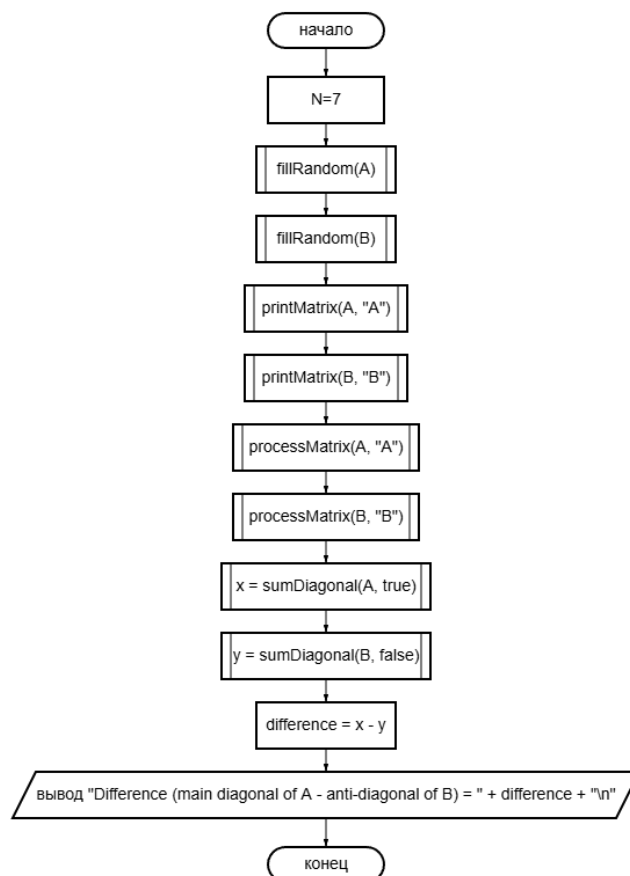 начало
N=7
fillRandom(A)
fillRandom(B)
printMatrix(A, "A")
printMatrix(B, "B")
processMatrix(A, "A")
processMatrix(B, "B")
x = sumDiagonal(A, true)
y = sumDiagonal(B, false)
difference = x - y
вывод "Difference (main diagonal of A - anti-diagonal of B) = " + difference + "\n"
конец